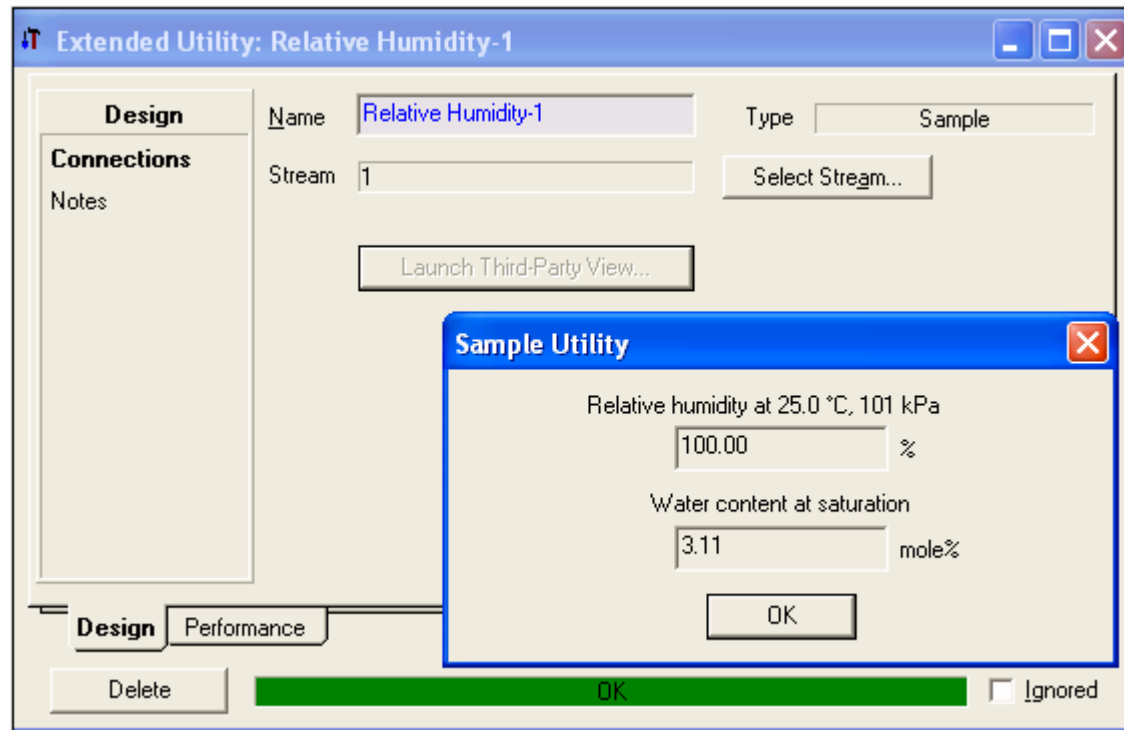 Extended Utility: Relative Humidity-1
Design
Connections
Notes
Name Relative Humidity-1 Type Sample
Stream 1 Select Stream...
Launch Third-Party View...
Sample Utility
Relative humidity at 25.0 °C, 101 kPa
100.00 %
Water content at saturation
3.11 mole%
OK
Design Performance
Delete OK Ignored